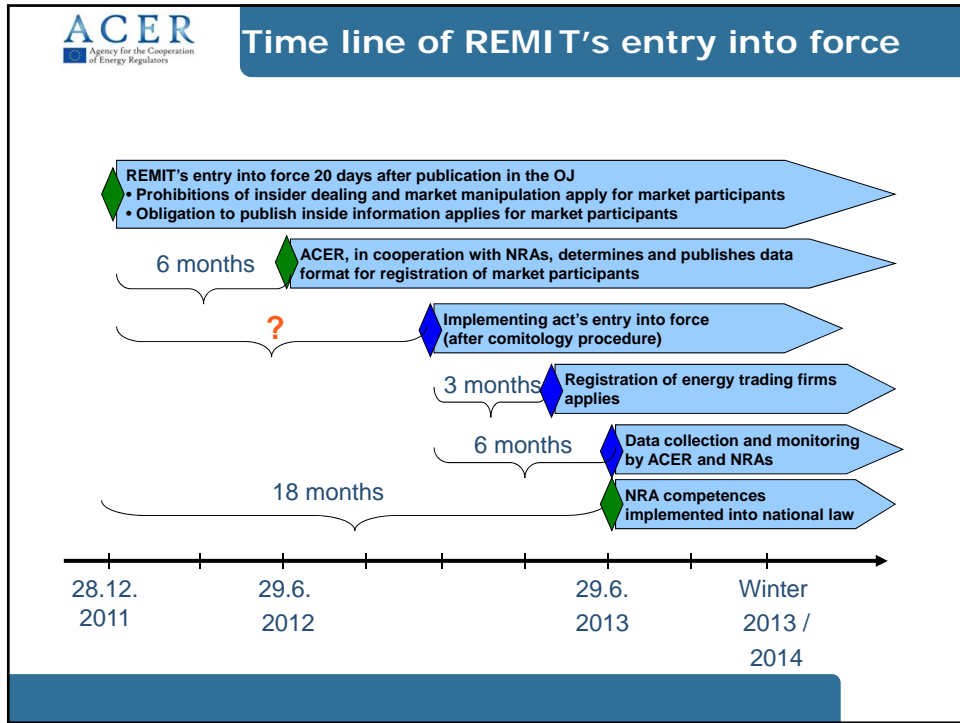 ACER
Agency for the Cooperation
of Energy Regulators
Time line of REMIT's entry into force
REMIT's entry into force 20 days after publication in the OJ
• Prohibitions of insider dealing and market manipulation apply for market participants
• Obligation to publish inside information applies for market participants
6 months
ACER, in cooperation with NRAs, determines and publishes data
format for registration of market participants
?
Implementing act's entry into force
(after comitology procedure)
3 months
Registration of energy trading firms
applies
6 months
Data collection and monitoring
by ACER and NRAs
18 months
NRA competences
implemented into national law
28.12.
2011
29.6.
2012
29.6.
2013
Winter
2013 /
2014